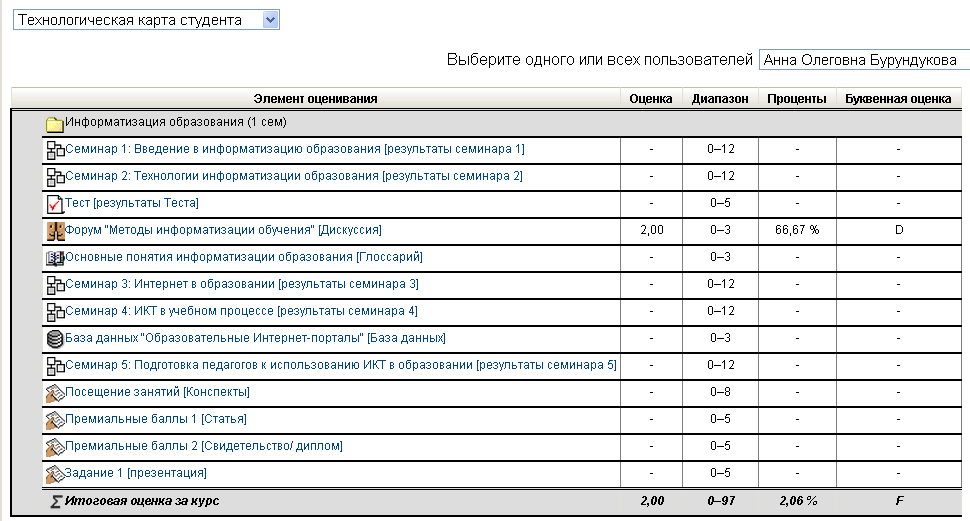 Технологическая карта студента
Выберите одного или всех пользователей Анна Олеговна Бурундукова
Элемент оценивания Оценка Диапазон Проценты Буквенная оценка
Информатизация образования (1 сем)
Семинар 1: Введение в информатизацию образования [результаты семинара 1] - 0–12 - -
Семинар 2: Технологии информатизации образования [результаты семинара 2] - 0–12 - -
Тест [результаты Теста] - 0–5 - -
Форум "Методы информатизации обучения" [Дискуссия] 2,00 0–3 66,67 % D
Основные понятия информатизации образования [Глоссарий] - 0–3 - -
Семинар 3: Интернет в образовании [результаты семинара 3] - 0–12 - -
Семинар 4: ИКТ в учебном процессе [результаты семинара 4] - 0–12 - -
База данных "Образовательные Интернет-порталы" [База данных] - 0–3 - -
Семинар 5: Подготовка педагогов к использованию ИКТ в образовании [результаты семинара 5] - 0–12 - -
Посещение занятий [Конспекты] - 0–8 - -
Премиальные баллы 1 [Статья] - 0–5 - -
Премиальные баллы 2 [Свидетельство/ диплом] - 0–5 - -
Задание 1 [презентация] - 0–5 - -
Σ Итоговая оценка за курс 2,00 0–97 2,06 % F